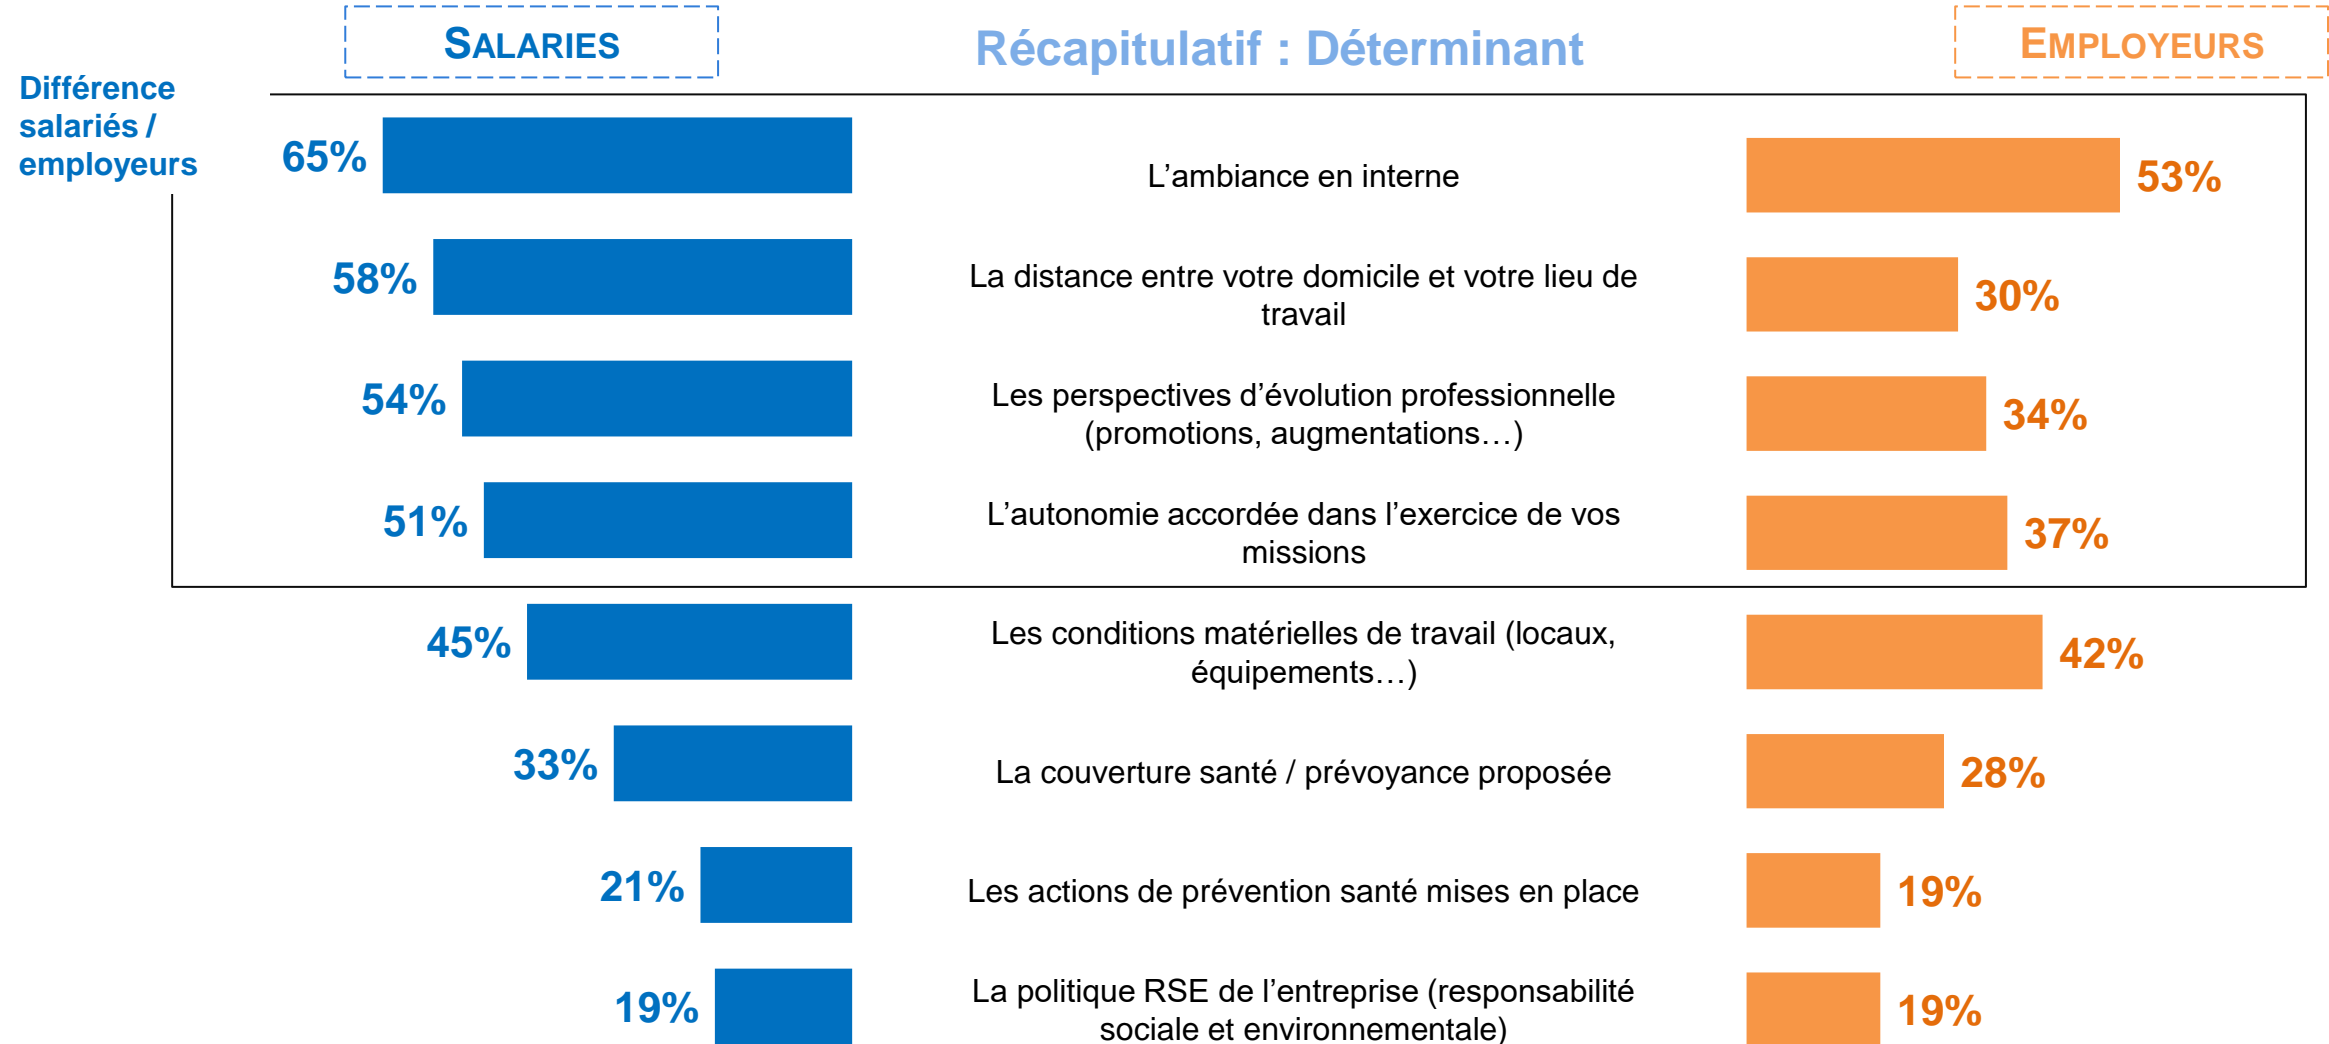 SALARIES
Récapitulatif : Déterminant
EMPLOYEURS
Différence
salariés /
employeurs
65%
L’ambiance en interne
53%
58%
La distance entre votre domicile et votre lieu de
travail
30%
54%
Les perspectives d’évolution professionnelle
(promotions, augmentations…)
34%
51%
L’autonomie accordée dans l’exercice de vos
missions
37%
45%
Les conditions matérielles de travail (locaux,
équipements…)
42%
33%
La couverture santé / prévoyance proposée
28%
21%
Les actions de prévention santé mises en place
19%
19%
La politique RSE de l’entreprise (responsabilité
sociale et environnementale)
19%